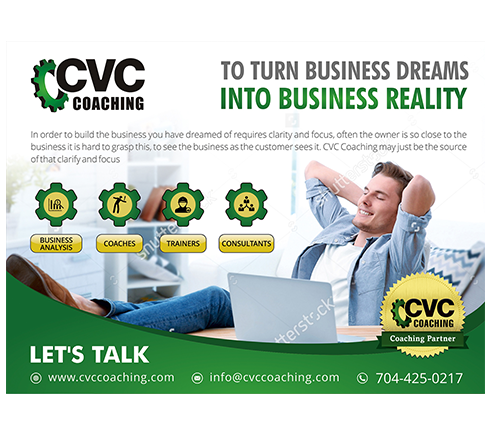 CVC
COACHING
TO TURN BUSINESS DREAMS
INTO BUSINESS REALITY
In order to build the business you have dreamed of requires clarity and focus, often the owner is so close to the
business it is hard to grasp this, to see the business as the customer sees it. CVC Coaching may just be the source
of that clarify and focus
BUSINESS
ANALYSIS
COACHES
TRAINERS
CONSULTANTS
shutterstock
CVC
COACHING
Coaching Partner
LET'S TALK
www.cvccoaching.com
info@cvccoaching.com
704-425-0217